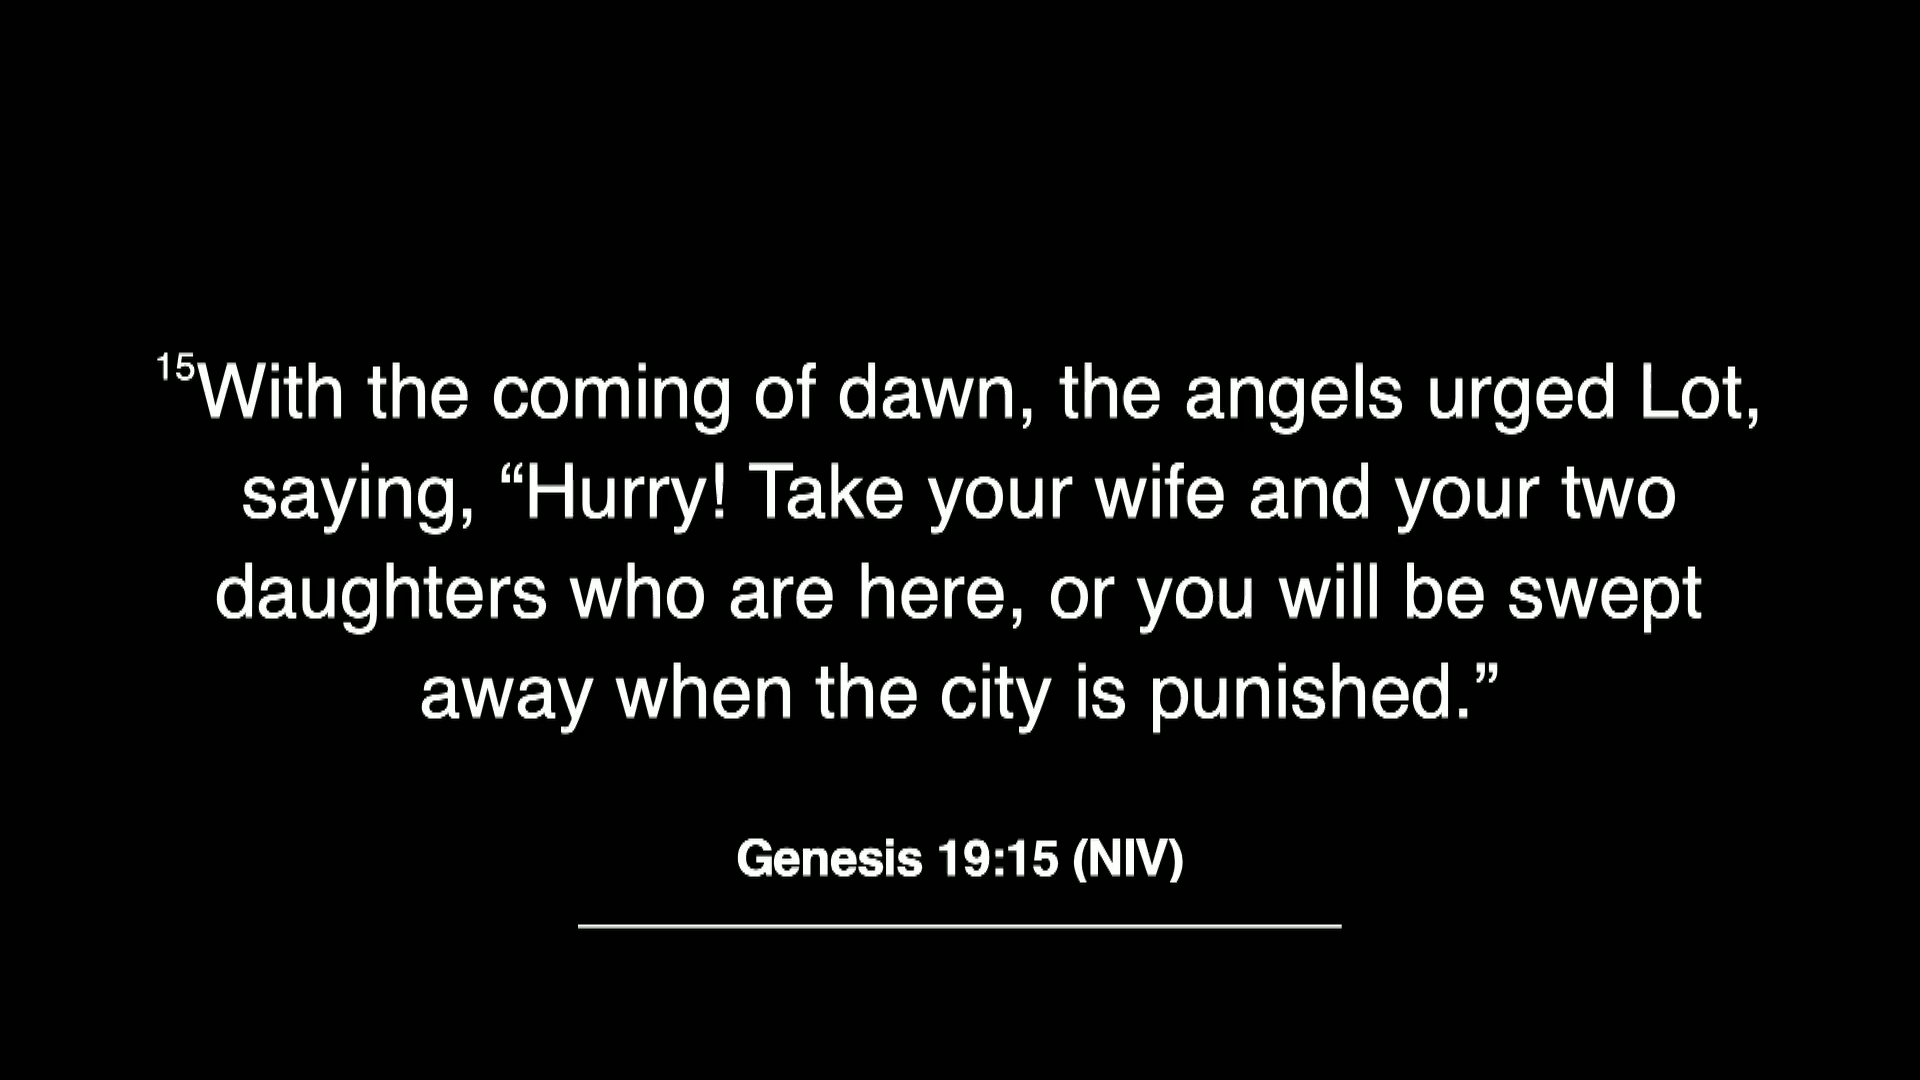 15With the coming of dawn, the angels urged Lot,
saying, “Hurry! Take your wife and your two
daughters who are here, or you will be swept
away when the city is punished.”
Genesis 19:15 (NIV)